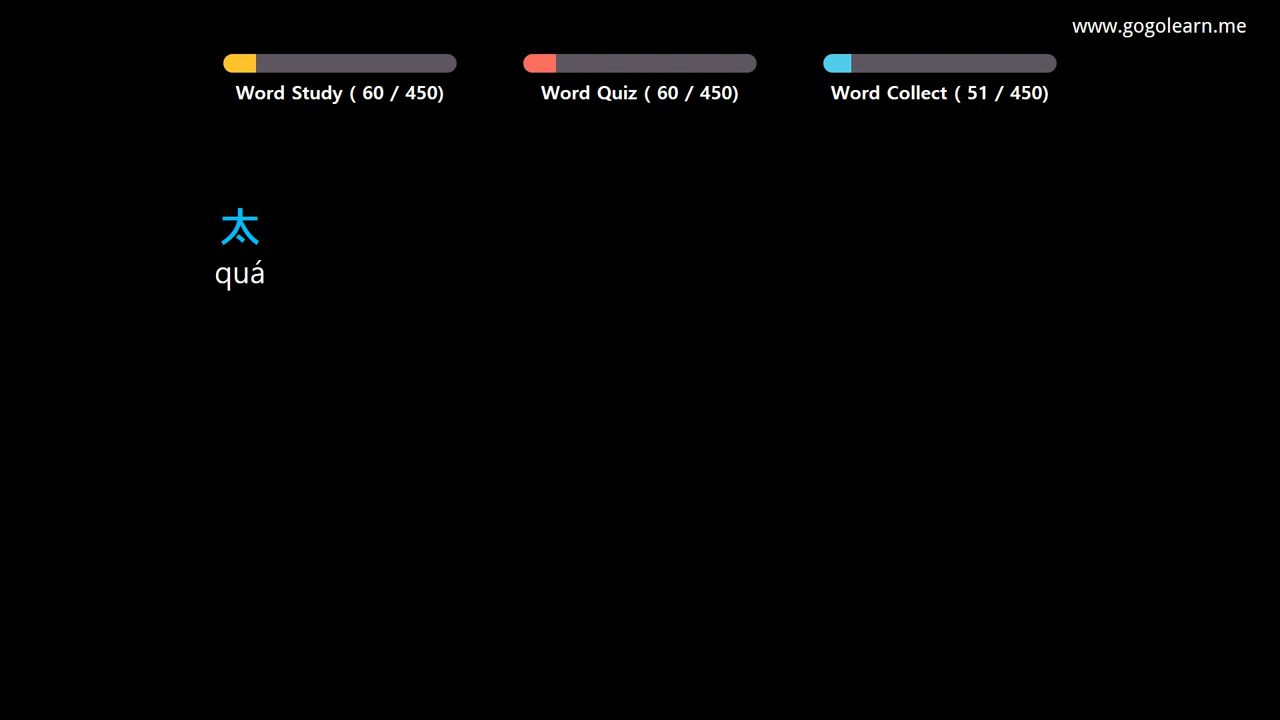 www.gogolearn.me
Word Study ( 60 / 450)
Word Quiz ( 60 / 450)
Word Collect ( 51 / 450)
太
quá